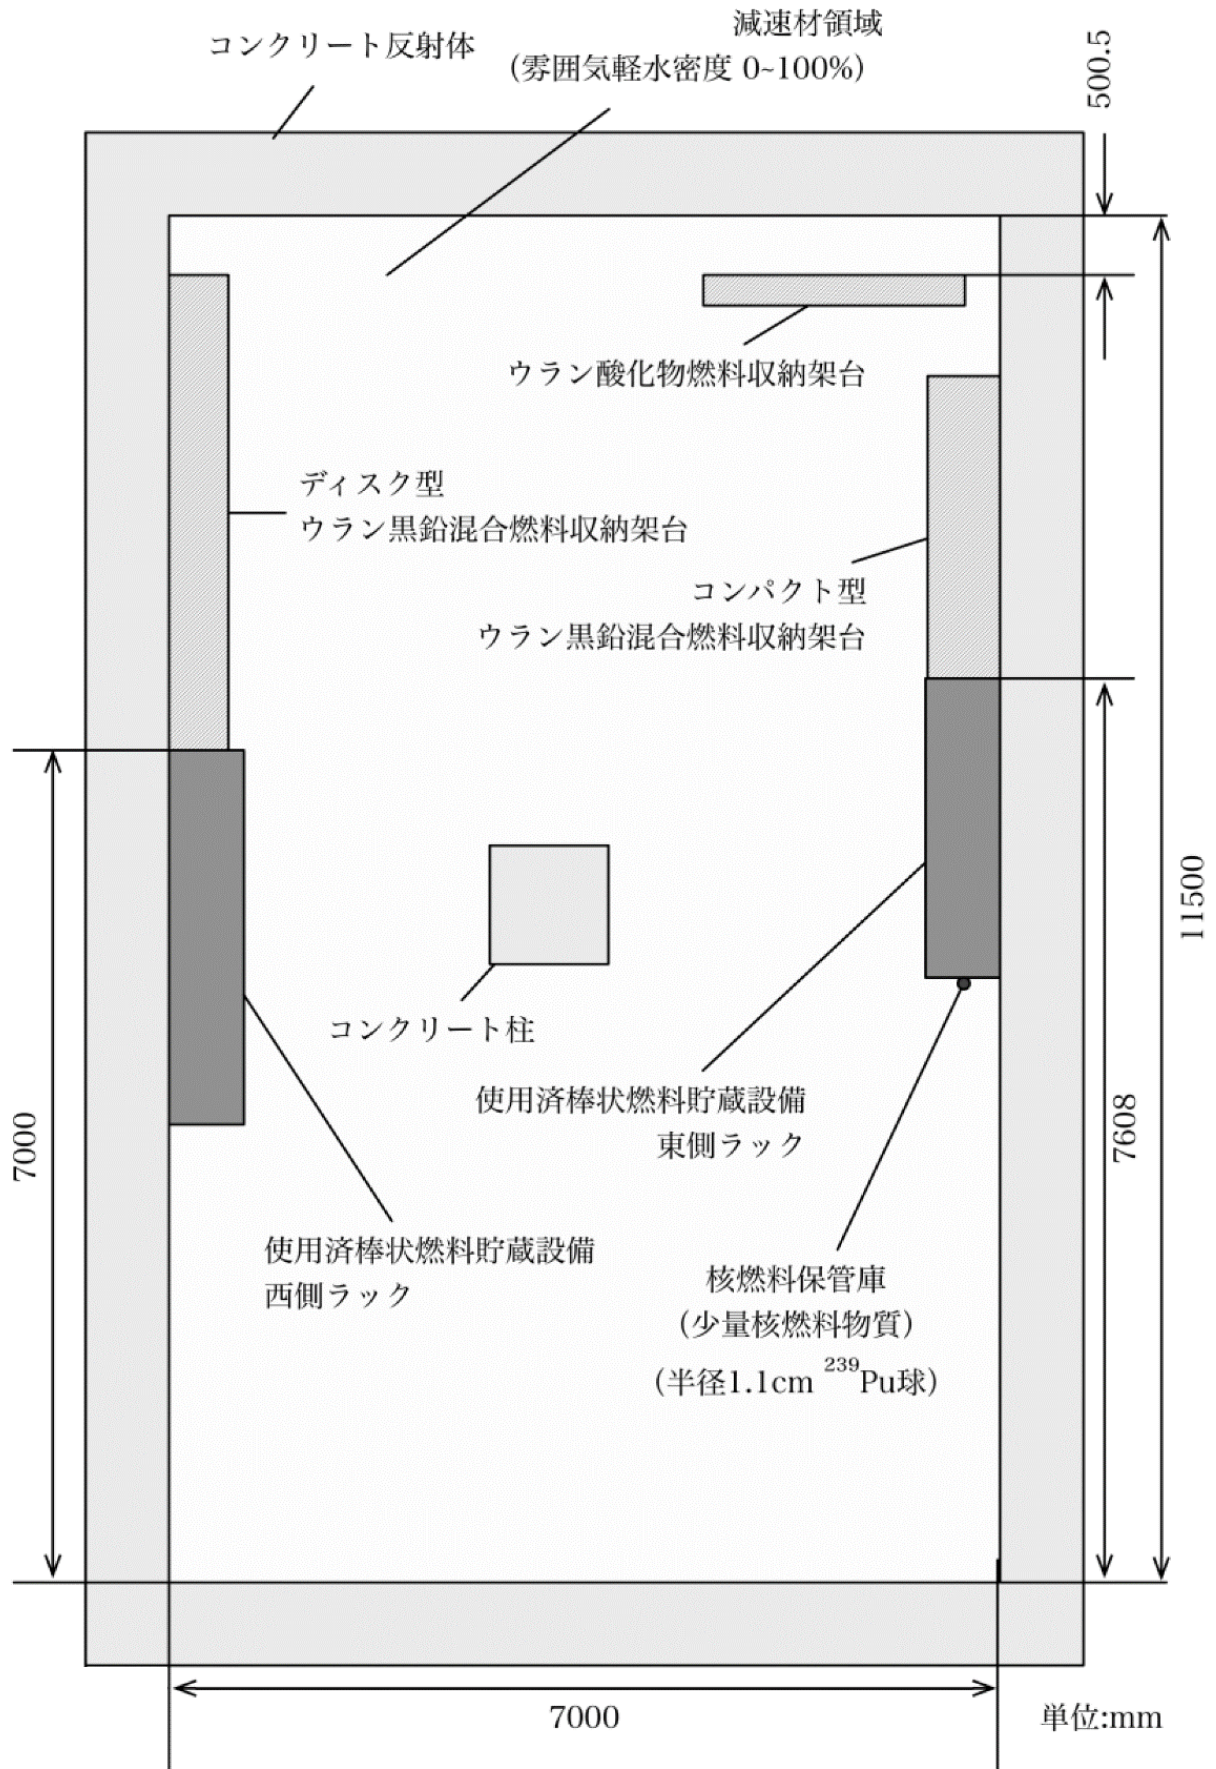 減速材領域
コンクリート反射体
(雰囲気軽水密度 0~100%)
500.5
ウラン酸化物燃料収納架台
ディスク型
ウラン黒鉛混合燃料収納架台
コンパクト型
ウラン黒鉛混合燃料収納架台
11500
コンクリート柱
使用済棒状燃料貯蔵設備
東側ラック
7000
7608
使用済棒状燃料貯蔵設備
西側ラック
核燃料保管庫
(少量核燃料物質)
(半径1.1cm ²³⁹Pu球)
7000
単位:mm